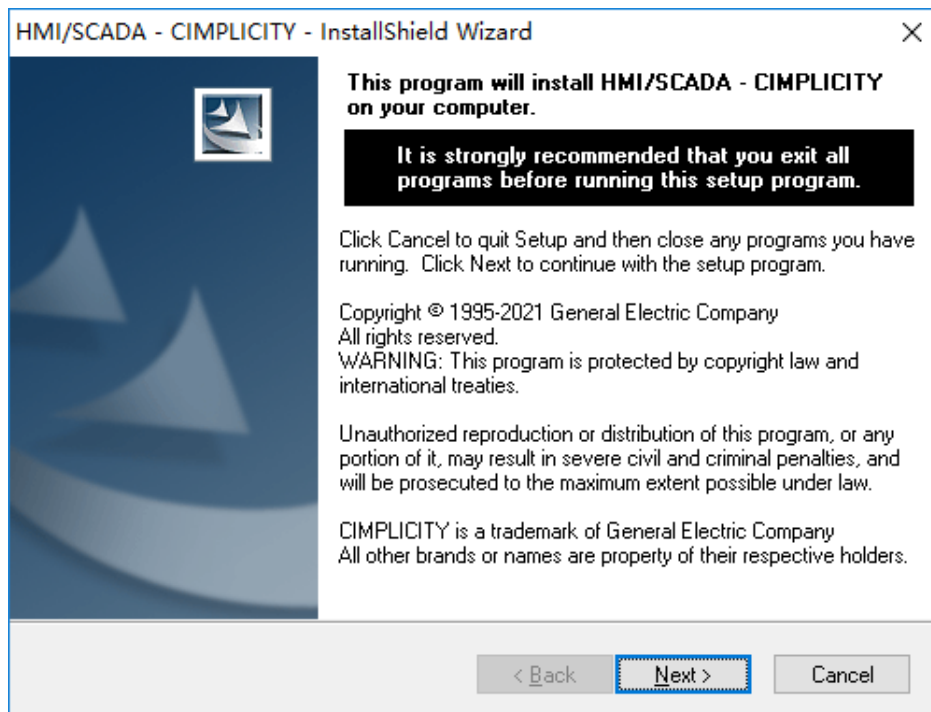 HMI/SCADA - CIMPLICITY - InstallShield Wizard
This program will install HMI/SCADA - CIMPLICITY
on your computer.
It is strongly recommended that you exit all
programs before running this setup program.
Click Cancel to quit Setup and then close any programs you have
running.  Click Next to continue with the setup program.
Copyright © 1995-2021 General Electric Company
All rights reserved.
WARNING: This program is protected by copyright law and
international treaties.
Unauthorized reproduction or distribution of this program, or any
portion of it, may result in severe civil and criminal penalties, and
will be prosecuted to the maximum extent possible under law.
CIMPLICITY is a trademark of General Electric Company
All other brands or names are property of their respective holders.
< Back
Next >
Cancel